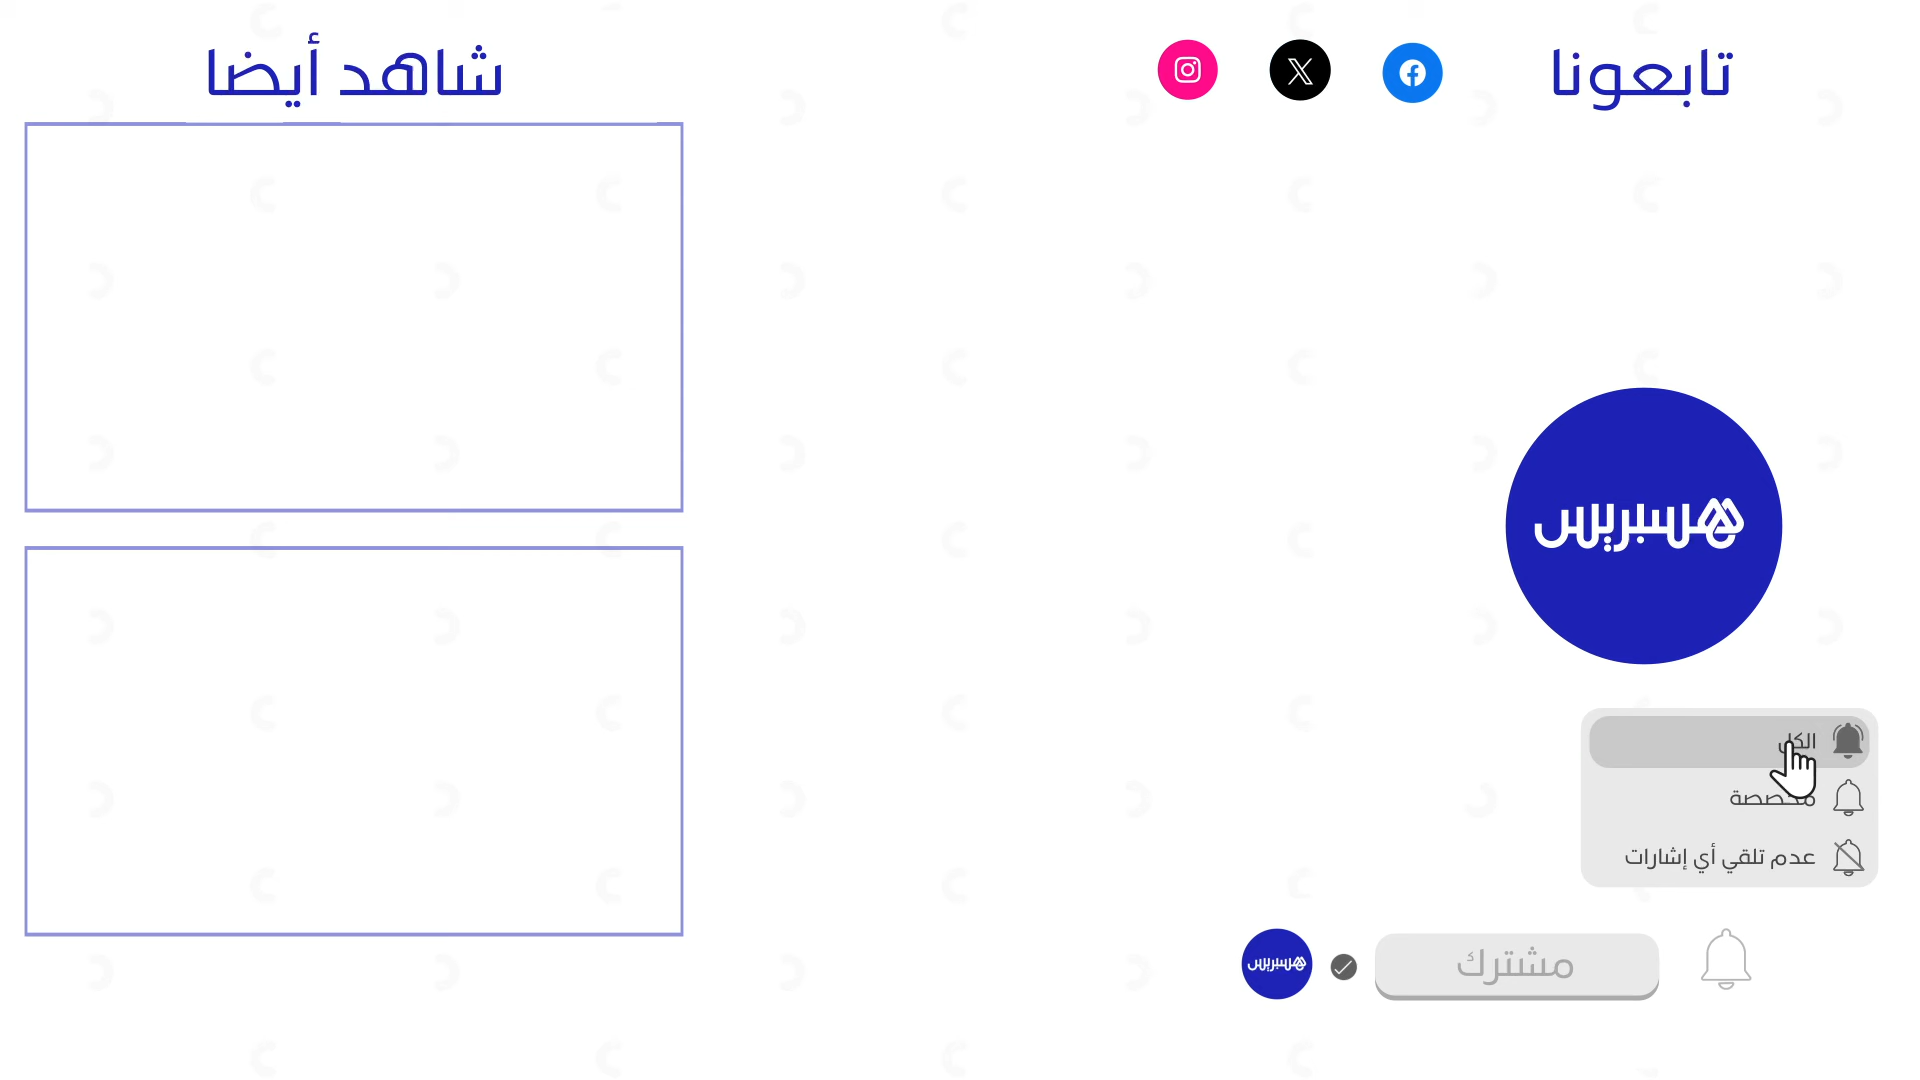 تابعونا
شاهد أيضا
هسبريس
الكل
مخصصة
عدم تلقي أي إشارات
مشترك
هسبريس